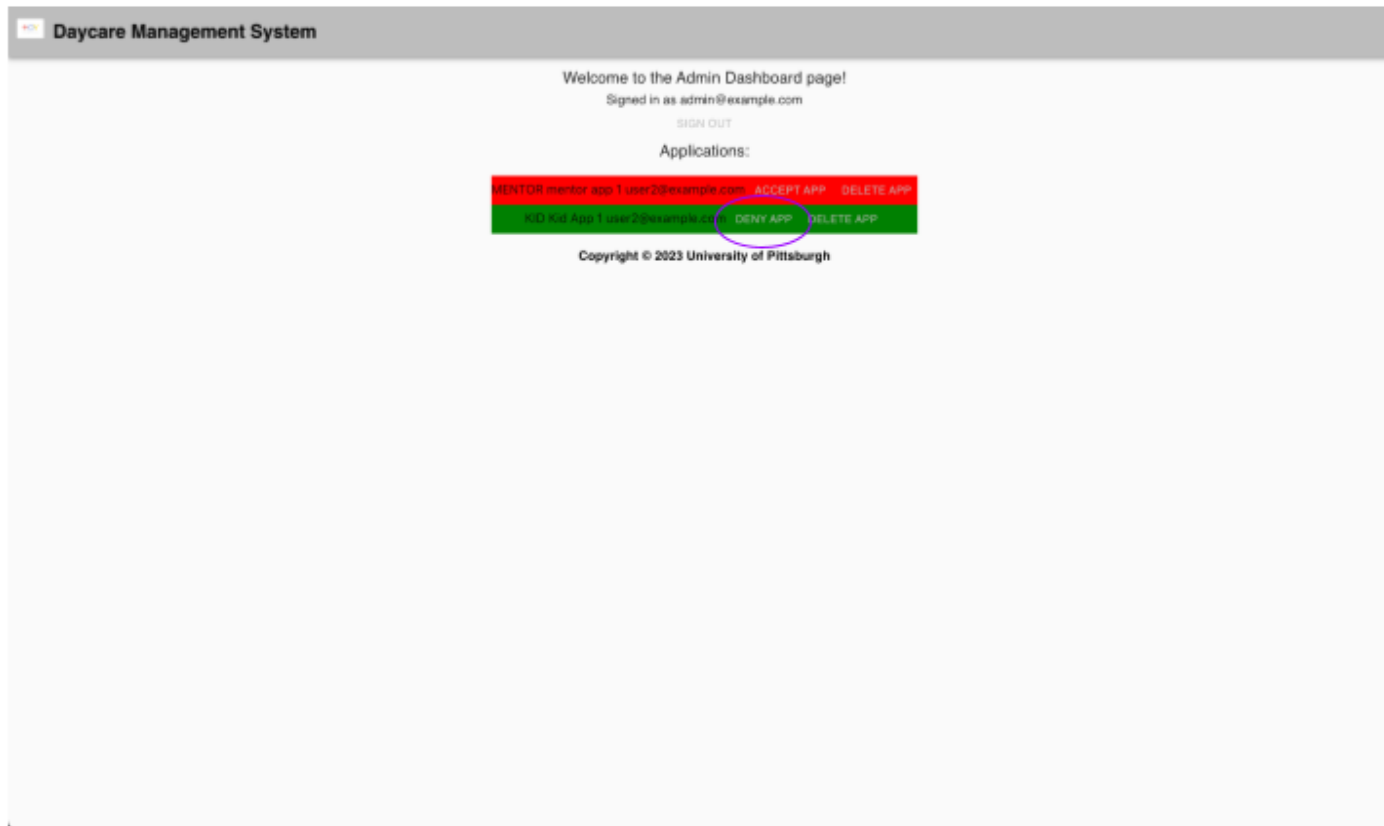 Daycare Management System
Welcome to the Admin Dashboard page!
Signed in as admin@example.com
SIGN OUT
Applications:
MENTOR mentor app 1 user2@example.com ACCEPT APP DELETE APP
KID Kid App 1 user2@example.com DENY APP DELETE APP
Copyright © 2023 University of Pittsburgh